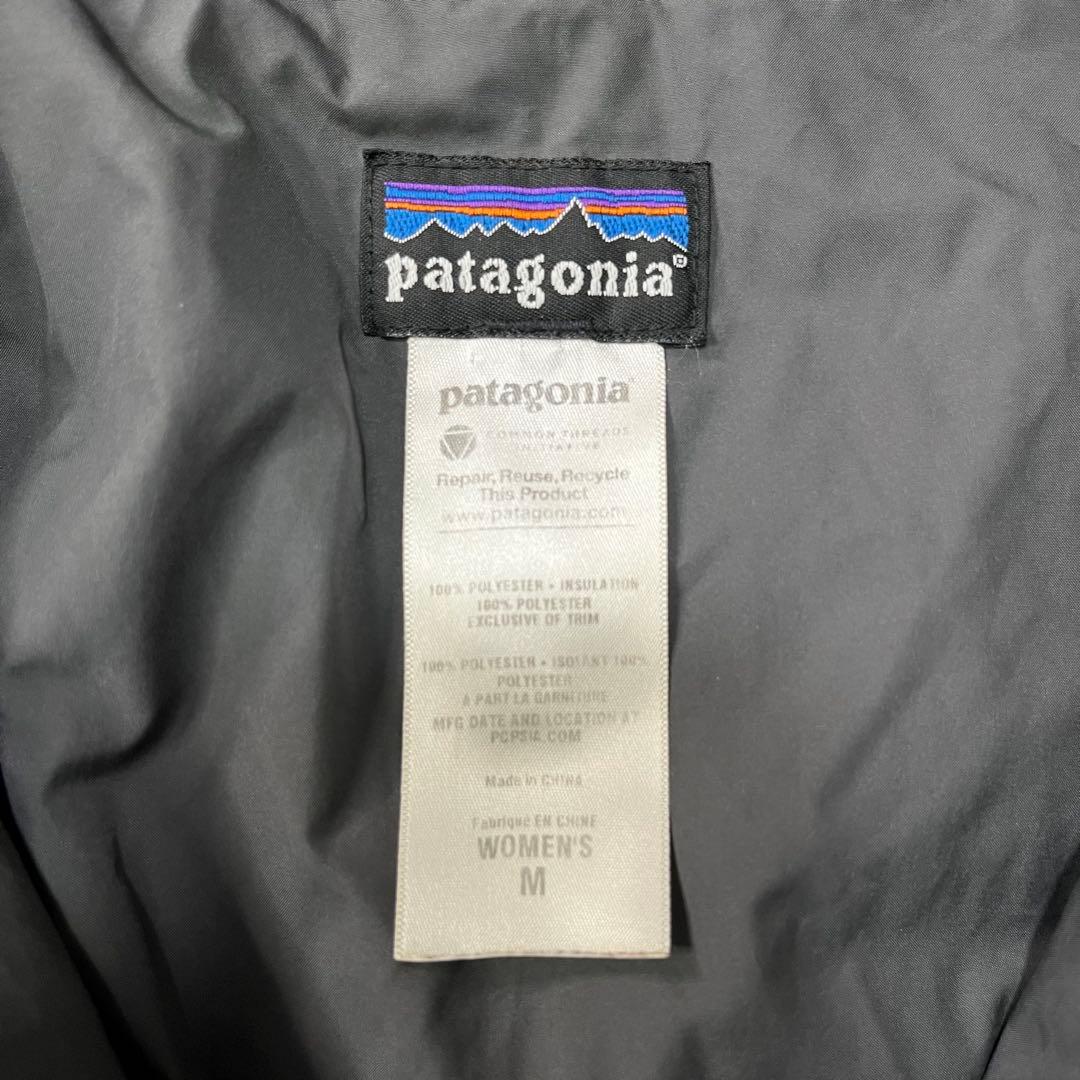 patagonia®
patagonia
COMMON THREADS
INITIATIVE
Repair, Reuse, Recycle
This Product
www.patagonia.com
100% POLYESTER • INSULATION
100% POLYESTER
EXCLUSIVE OF TRIM
100% POLYESTER • ISOLANT 100%
POLYESTER
À PART LA GARNITURE
MFG DATE AND LOCATION AT
PCPSIA.COM
Made in CHINA
Fabriqué EN CHINE
WOMEN'S
M